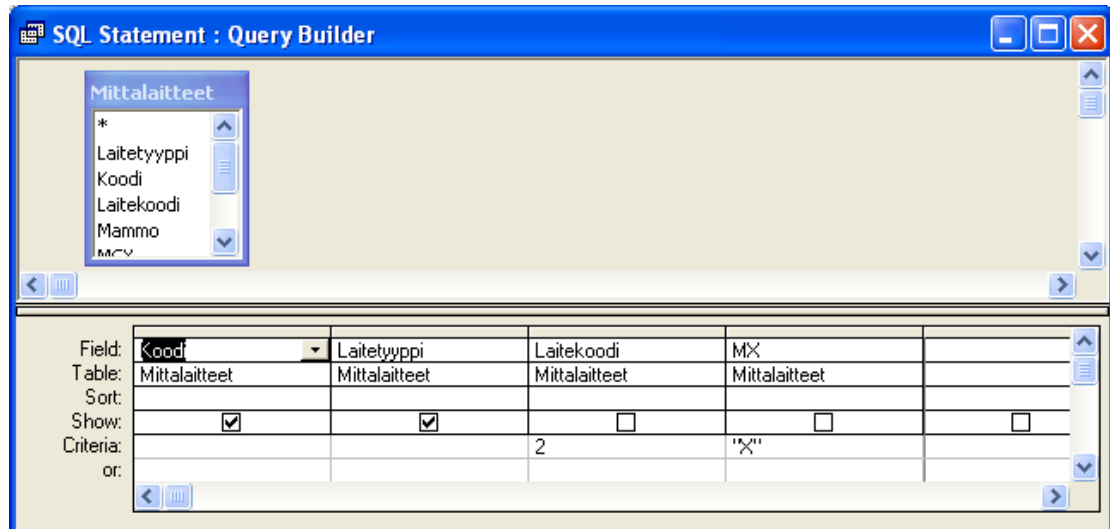 SQL Statement : Query Builder
Mittalaitteet
*
Laitetyyppi
Koodi
Laitekoodi
Mammo
Field: Koodi Laitetyyppi Laitekoodi MX
Table: Mittalaitteet Mittalaitteet Mittalaitteet Mittalaitteet
Sort:
Show:
Criteria: 2 "X"
or: